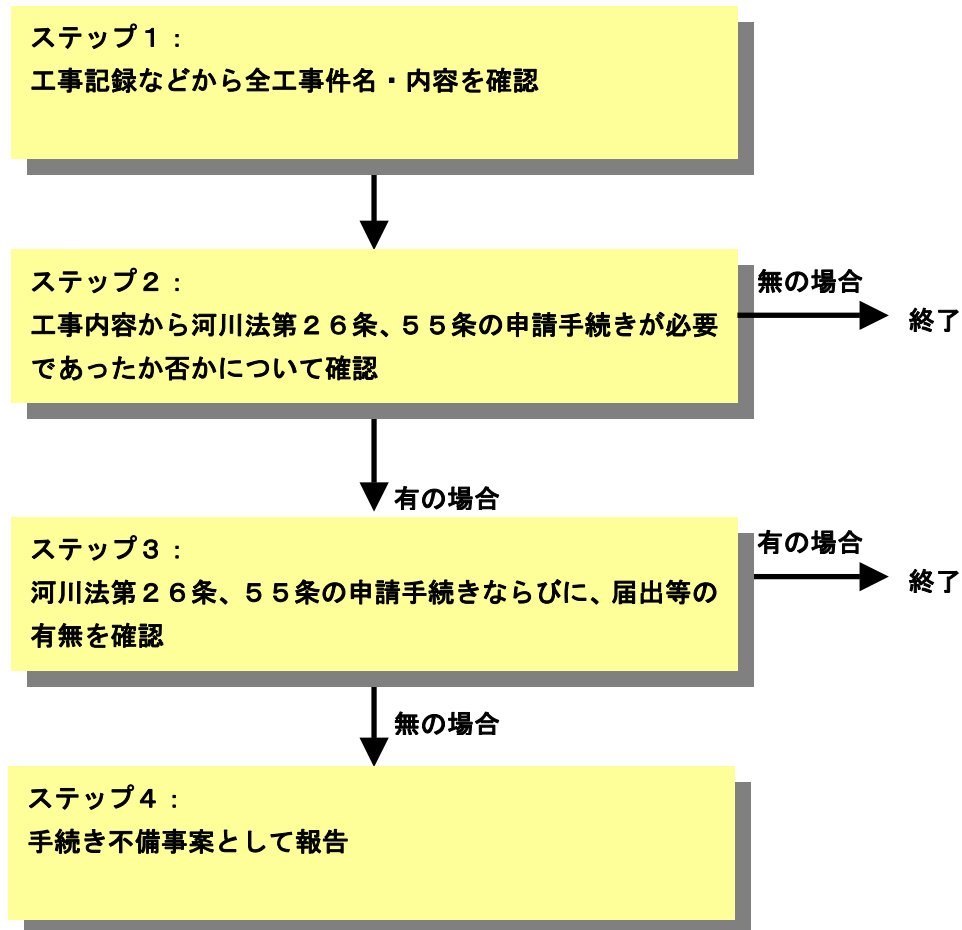 ステップ１：
工事記録などから全工事件名・内容を確認
ステップ２：
工事内容から河川法第２６条、５５条の申請手続きが必要
であったか否かについて確認
無の場合
終了
有の場合
ステップ３：
河川法第２６条、５５条の申請手続きならびに、届出等の
有無を確認
有の場合
終了
無の場合
ステップ４：
手続き不備事案として報告